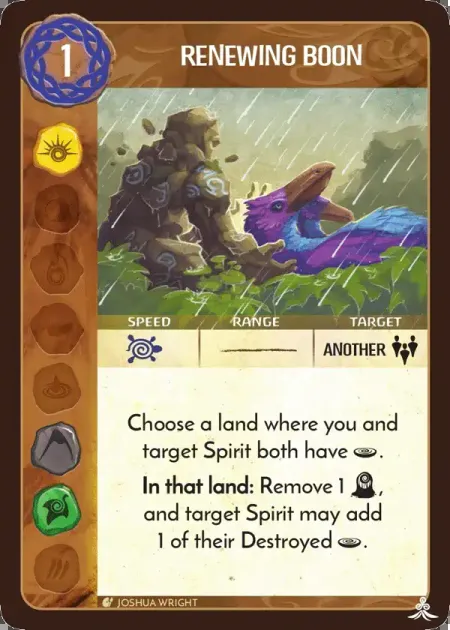 1
RENEWING BOON
SPEED RANGE TARGET
ANOTHER
Choose a land where you and
target Spirit both have .
In that land: Remove 1 ,
and target Spirit may add
1 of their Destroyed .
JOSHUA WRIGHT